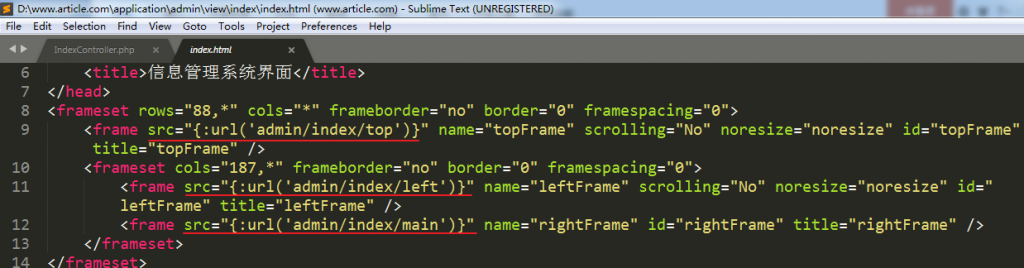 D:\www.article.com\application\admin\view\index\index.html (www.article.com) - Sublime Text (UNREGISTERED)
File Edit Selection Find View Goto Tools Project Preferences Help
IndexController.php × index.html ×
6 <title>信息管理系统界面</title>
7 </head>
8 <frameset rows="88,*" cols="*" frameborder="no" border="0" framespacing="0">
9 <frame src="{:url('admin/index/top')}" name="topFrame" scrolling="No" noresize="noresize" id="topFrame"
title="topFrame" />
10 <frameset cols="187,*" frameborder="no" border="0" framespacing="0">
11 <frame src="{:url('admin/index/left')}" name="leftFrame" scrolling="No" noresize="noresize" id="
leftFrame" title="leftFrame" />
12 <frame src="{:url('admin/index/main')}" name="rightFrame" id="rightFrame" title="rightFrame" />
13 </frameset>
14 </frameset>